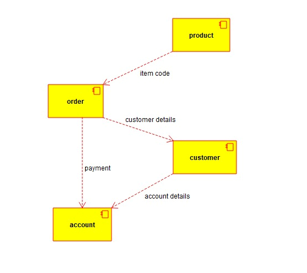 product
item code
order
customer details
customer
payment
account details
account